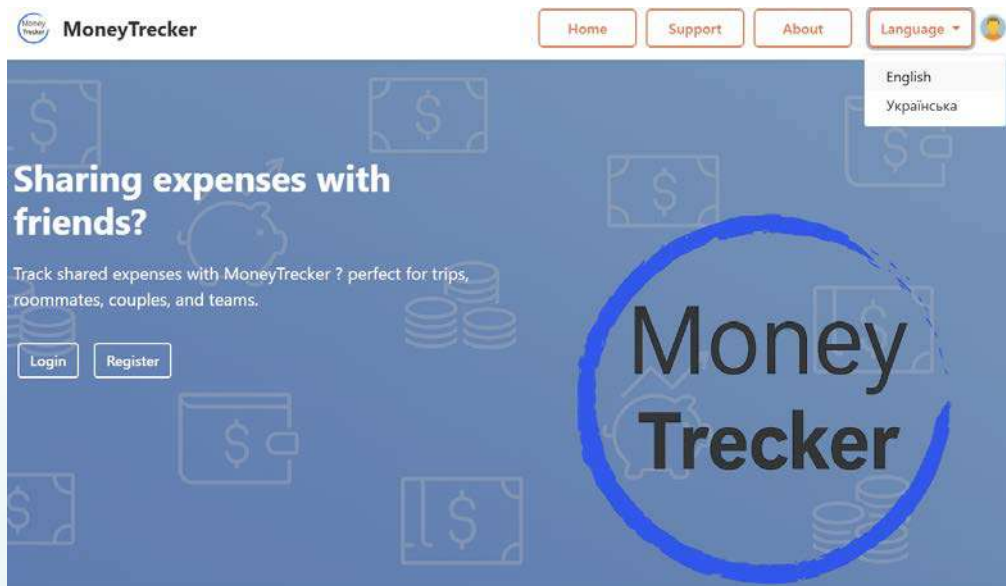 Money
Trecker
MoneyTrecker
Home
Support
About
Language
English
Українська
Sharing expenses with
friends?
Track shared expenses with MoneyTrecker ? perfect for trips,
roommates, couples, and teams.
Login
Register
Money
Trecker